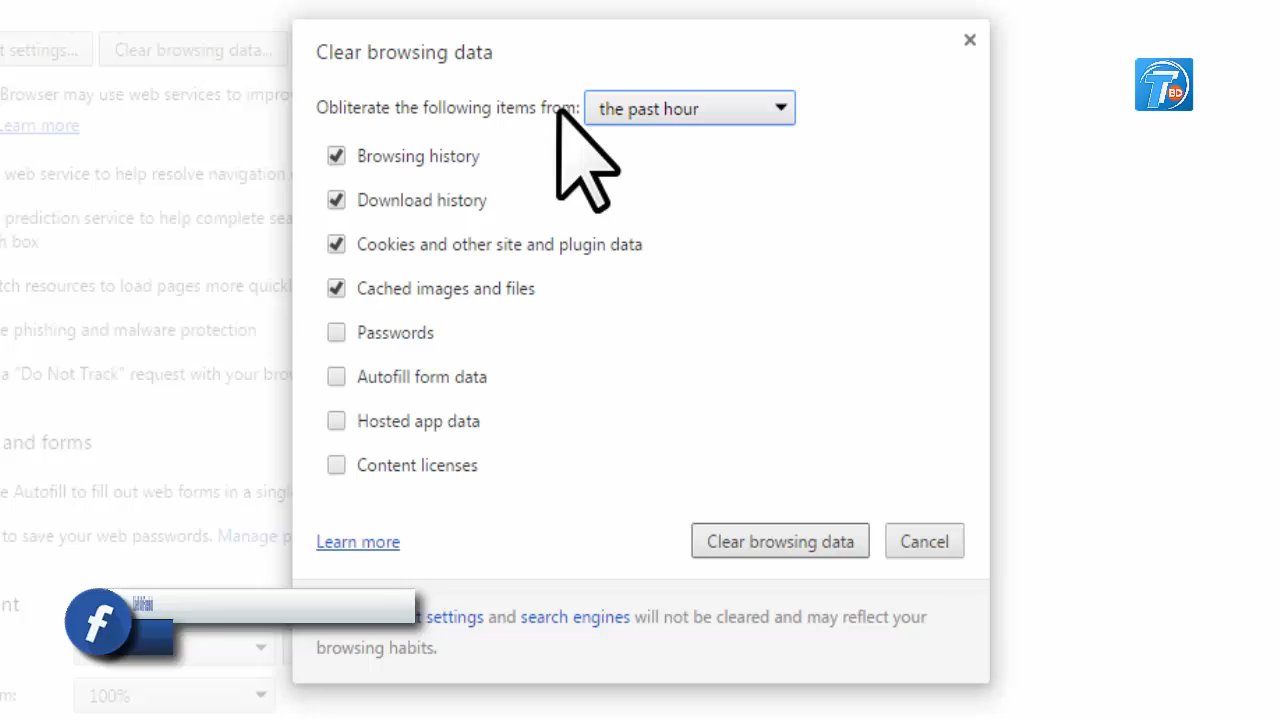 t settings...
Clear browsing data...
Browser may use web services to impro
Learn more
web service to help resolve navigation
prediction service to help complete sea
h box
tch resources to load pages more quickl
e phishing and malware protection
a "Do Not Track" request with your bro
and forms
e Autofill to fill out web forms in a singl
to save your web passwords. Manage p
nt
m:
100%
Clear browsing data
Obliterate the following items from:
the past hour
Browsing history
Download history
Cookies and other site and plugin data
Cached images and files
Passwords
Autofill form data
Hosted app data
Content licenses
Learn more
Clear browsing data
Cancel
t settings and search engines will not be cleared and may reflect your
browsing habits.
f
T BD